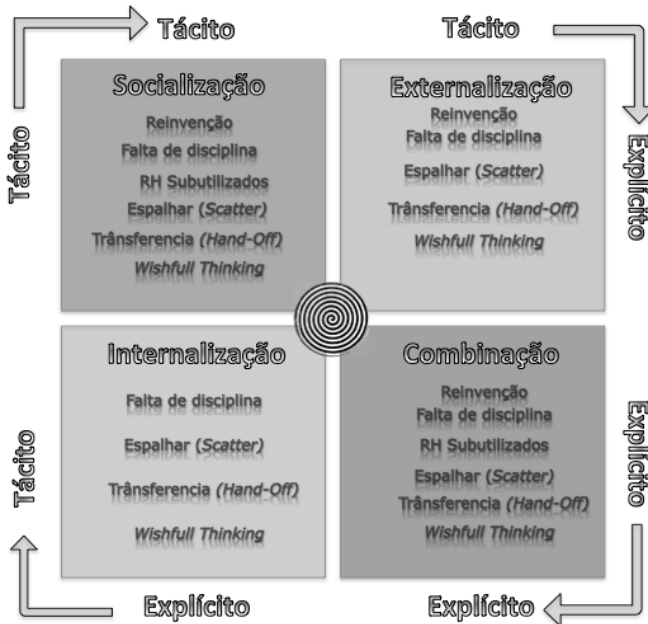 Tácito
Tácito
Tácito
Socialização
Reinvenção
Falta de disciplina
RH Subutilizados
Espalhar (Scatter)
Trânsferencia (Hand-Off)
Wishfull Thinking
Externalização
Reinvenção
Falta de disciplina
Espalhar (Scatter)
Trânsferencia (Hand-Off)
Wishfull Thinking
Explícito
Tácito
Internalização
Falta de disciplina
Espalhar (Scatter)
Trânsferencia (Hand-Off)
Wishfull Thinking
Combinação
Reinvenção
Falta de disciplina
RH Subutilizados
Espalhar (Scatter)
Trânsferencia (Hand-Off)
Wishfull Thinking
Explícito
Explícito
Explícito